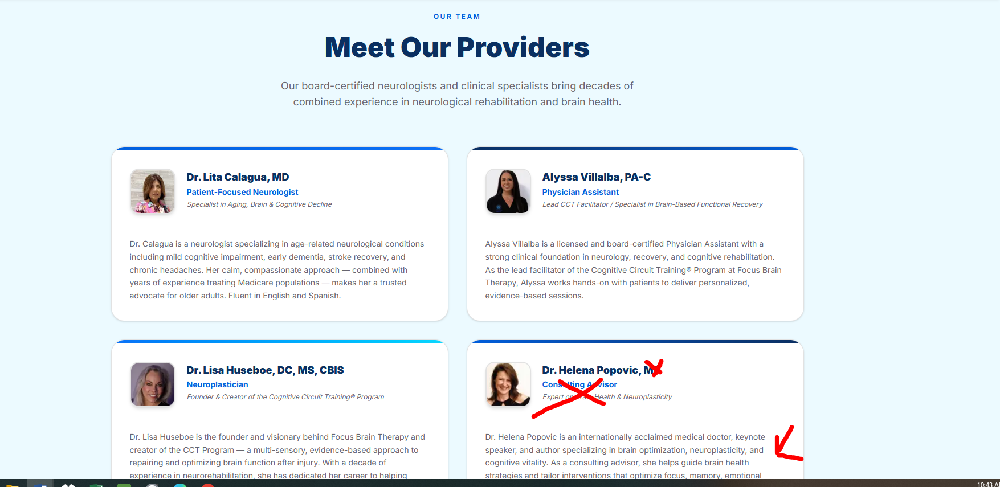 OUR TEAM
Meet Our Providers
Our board-certified neurologists and clinical specialists bring decades of
combined experience in neurological rehabilitation and brain health.
Dr. Lita Calagua, MD
Patient-Focused Neurologist
Specialist in Aging, Brain & Cognitive Decline
Dr. Calagua is a neurologist specializing in age-related neurological conditions
including mild cognitive impairment, early dementia, stroke recovery, and
chronic headaches. Her calm, compassionate approach — combined with
years of experience treating Medicare populations — makes her a trusted
advocate for older adults. Fluent in English and Spanish.
Alyssa Villalba, PA-C
Physician Assistant
Lead CCT Facilitator / Specialist in Brain-Based Functional Recovery
Alyssa Villalba is a licensed and board-certified Physician Assistant with a
strong clinical foundation in neurology, recovery, and cognitive rehabilitation.
As the lead facilitator of the Cognitive Circuit Training® Program at Focus Brain
Therapy, Alyssa works hands-on with patients to deliver personalized,
evidence-based sessions.
Dr. Lisa Huseboe, DC, MS, CBIS
Neuroplastician
Founder & Creator of the Cognitive Circuit Training® Program
Dr. Lisa Huseboe is the founder and visionary behind Focus Brain Therapy and
creator of the CCT Program — a multi-sensory, evidence-based approach to
repairing and optimizing brain function after injury. With a decade of
experience in neurorehabilitation, she has dedicated her career to helping
Dr. Helena Popovic,
Consulting Advisor
Expert on Brain Health & Neuroplasticity
Dr. Helena Popovic is an internationally acclaimed medical doctor, keynote
speaker, and author specializing in brain optimization, neuroplasticity, and
cognitive vitality. As a consulting advisor, she helps guide brain health
strategies and tailor interventions that optimize focus, memory, emotional
10:43